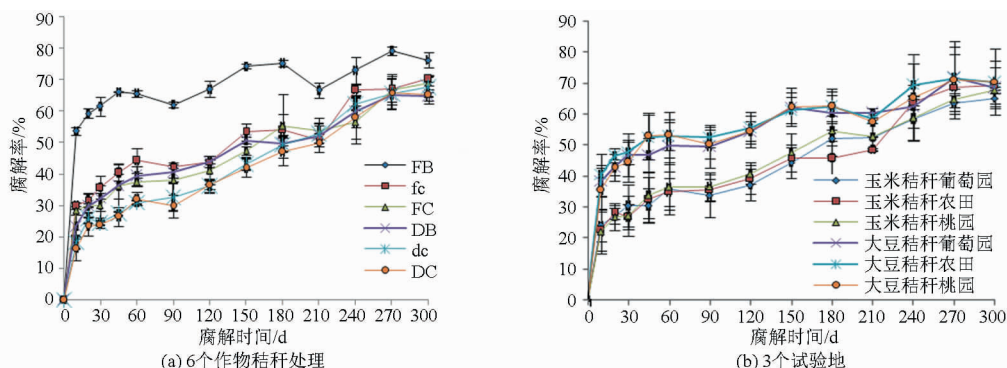 90
80
70
60
50
40
30
20
10
0
腐解率/%
FB
fc
FC
DB
dc
DC
0 30 60 90 120 150 180 210 240 270 300
腐解时间/d
(a) 6个作物秸秆处理
90
80
70
60
50
40
30
20
10
0
腐解率/%
玉米秸秆葡萄园
玉米秸秆农田
玉米秸秆桃园
大豆秸秆葡萄园
大豆秸秆农田
大豆秸秆桃园
0 30 60 90 120 150 180 210 240 270 300
腐解时间/d
(b) 3个试验地